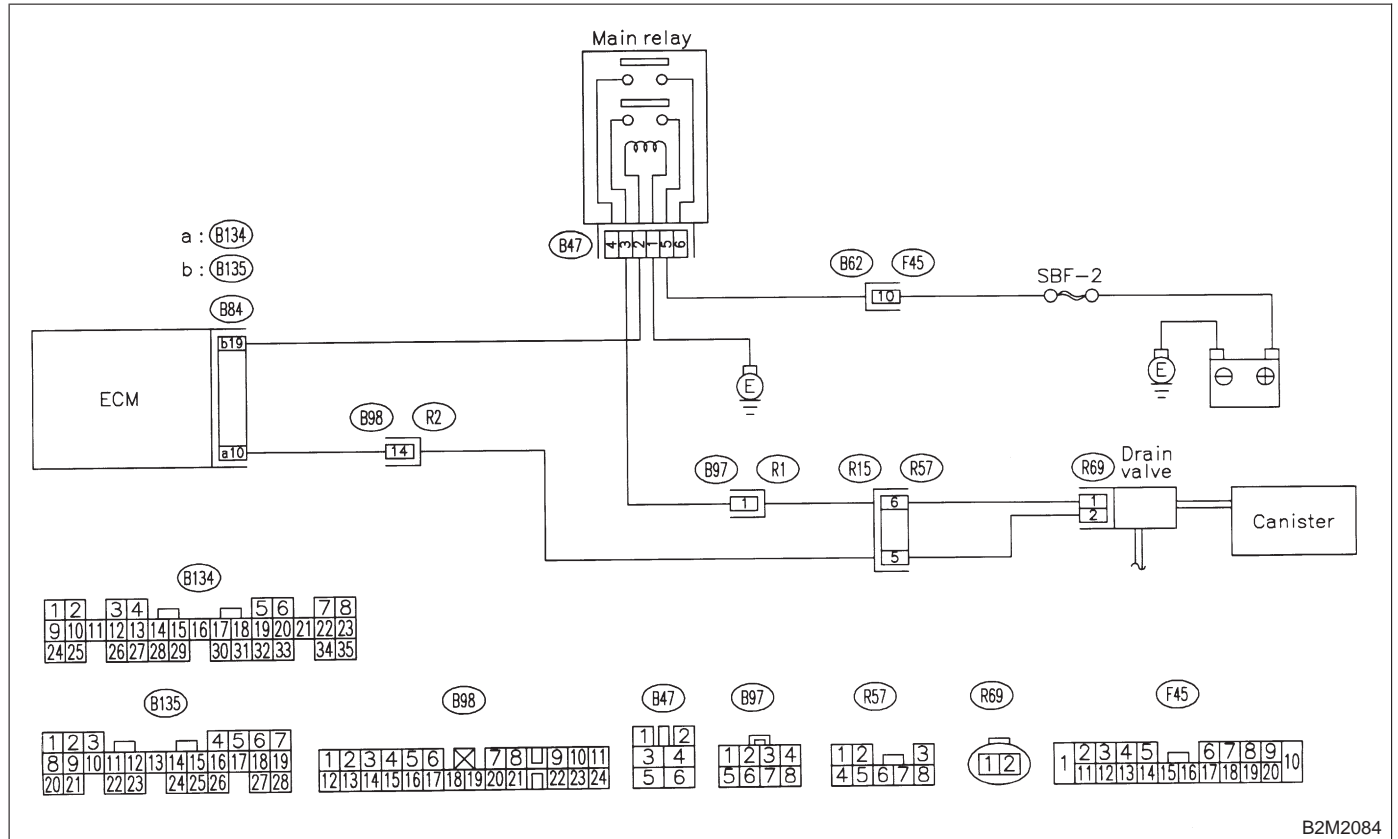 Main relay
B47
4 3 2 1 5 6
a : B134
b : B135
B84
B62
F45
10
SBF-2
E
E
⊖ ⊕
ECM
b19
a10
B98
R2
14
B97
R1
1
R15
R57
6
5
R69
1
2
Drain
valve
Canister
B134
1 2 3 4 5 6 7 8
9 10 11 12 13 14 15 16 17 18 19 20 21 22 23
24 25 26 27 28 29 30 31 32 33 34 35
B135
1 2 3 4 5 6 7
8 9 10 11 12 13 14 15 16 17 18 19
20 21 22 23 24 25 26 27 28
B98
1 2 3 4 5 6 7 8 9 10 11
12 13 14 15 16 17 18 19 20 21 22 23 24
B47
1 2
3 4
5 6
B97
1 2 3 4
5 6 7 8
R57
1 2 3
4 5 6 7 8
R69
1 2
F45
1 2 3 4 5 6 7 8 9 10
11 12 13 14 15 16 17 18 19 20
B2M2084